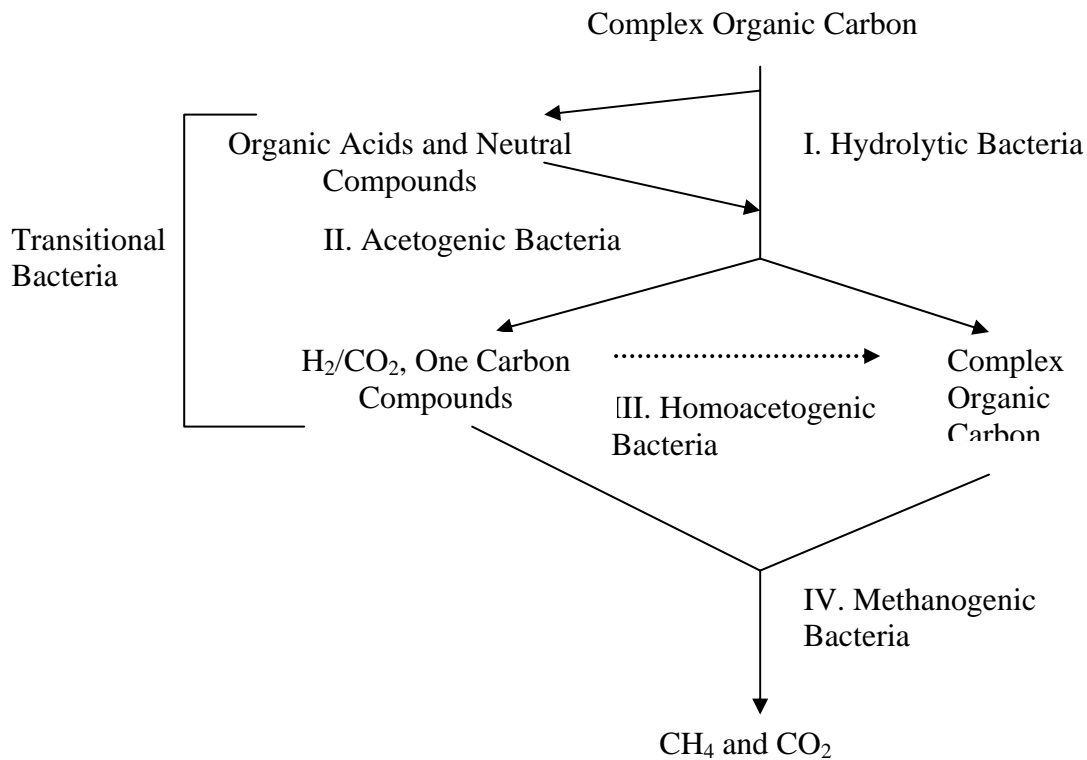 Complex Organic Carbon
Organic Acids and Neutral
Compounds
I. Hydrolytic Bacteria
Transitional
Bacteria
II. Acetogenic Bacteria
H₂/CO₂, One Carbon
Compounds
III. Homoacetogenic
Bacteria
Complex
Organic
Carbon
IV. Methanogenic
Bacteria
CH₄ and CO₂